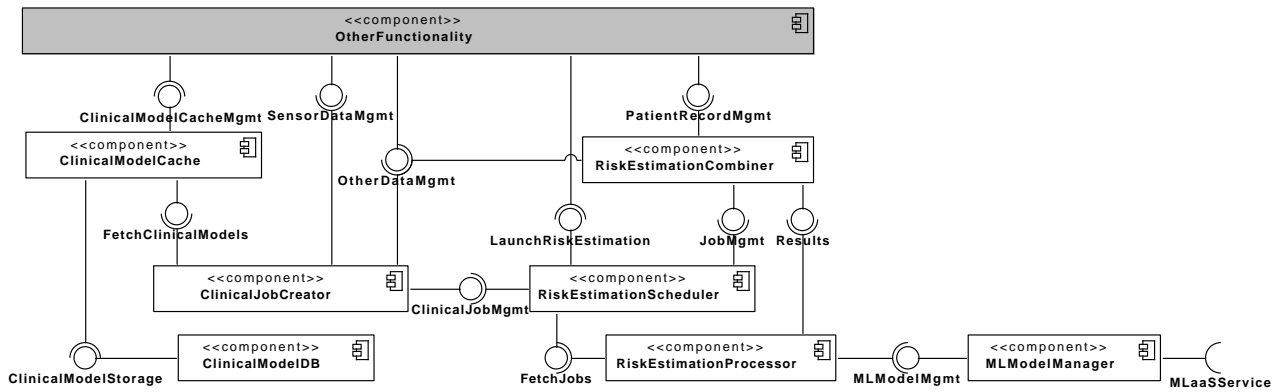 <<component>>
OtherFunctionality
ClinicalModelCacheMgmt
SensorDataMgmt
PatientRecordMgmt
<<component>>
ClinicalModelCache
<<component>>
RiskEstimationCombiner
OtherDataMgmt
FetchClinicalModels
LaunchRiskEstimation
JobMgmt
Results
<<component>>
ClinicalJobCreator
<<component>>
RiskEstimationScheduler
ClinicalJobMgmt
<<component>>
ClinicalModelDB
<<component>>
RiskEstimationProcessor
<<component>>
MLModelManager
ClinicalModelStorage
FetchJobs
MLModelMgmt
MLaaSService